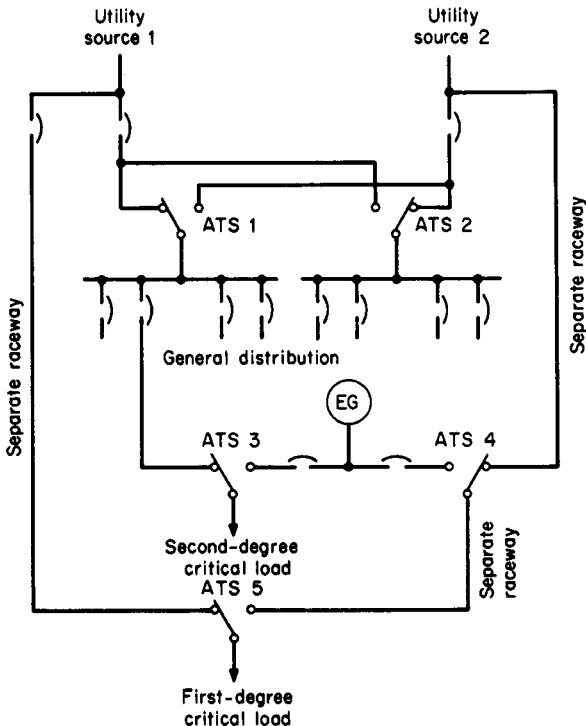 Utility
source 1
Utility
source 2
ATS 1
ATS 2
General distribution
Separate raceway
Separate raceway
EG
ATS 3
ATS 4
Second-degree
critical load
Separate
raceway
ATS 5
First-degree
critical load